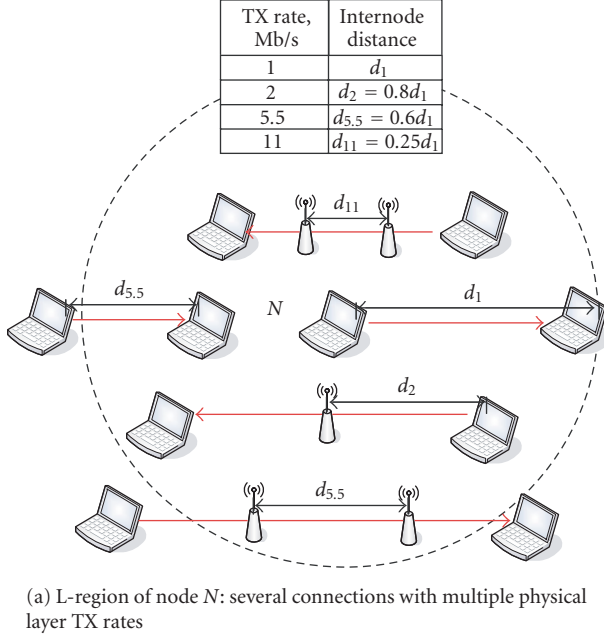 TX rate, Mb/s Internode distance
1 d₁
2 d₂ = 0.8d₁
5.5 d₅.₅ = 0.6d₁
11 d₁₁ = 0.25d₁
d₁₁
d₅.₅
N
d₁
d₂
d₅.₅
(a) L-region of node N: several connections with multiple physical
layer TX rates